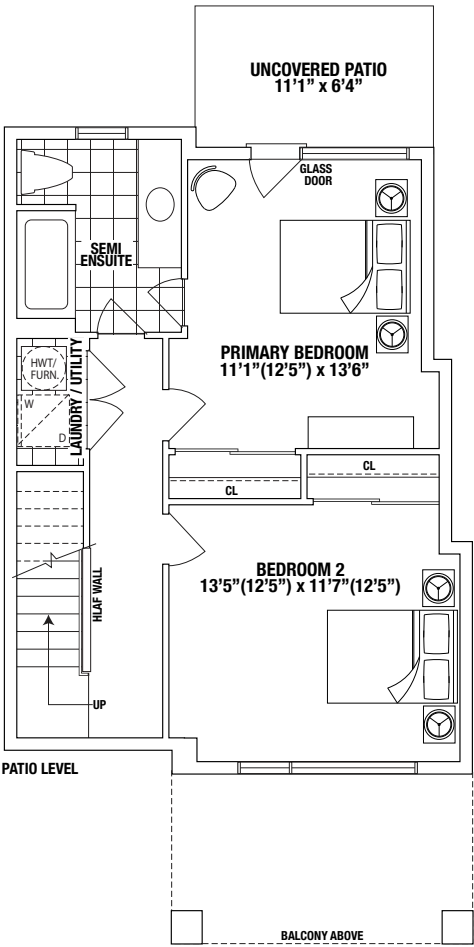 UNCOVERED PATIO
11'1" x 6'4"
GLASS
DOOR
SEMI
ENSUITE
PRIMARY BEDROOM
11'1"(12'5") x 13'6"
HWT/
FURN.
W
D
LAUNDRY / UTILITY
CL
CL
BEDROOM 2
13'5"(12'5") x 11'7"(12'5")
HLAF WALL
UP
PATIO LEVEL
BALCONY ABOVE